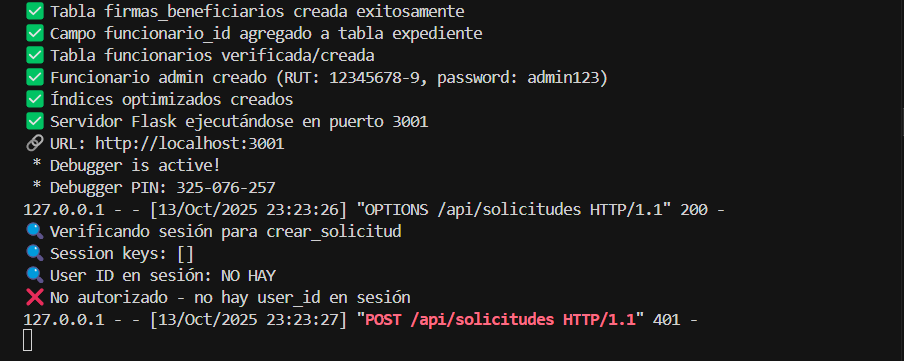 ✅ Tabla firmas_beneficiarios creada exitosamente
✅ Campo funcionario_id agregado a tabla expediente
✅ Tabla funcionarios verificada/creada
✅ Funcionario admin creado (RUT: 12345678-9, password: admin123)
✅ Índices optimizados creados
✅ Servidor Flask ejecutándose en puerto 3001
🔗 URL: http://localhost:3001
 * Debugger is active!
 * Debugger PIN: 325-076-257
127.0.0.1 - - [13/Oct/2025 23:23:26] "OPTIONS /api/solicitudes HTTP/1.1" 200 -
🔍 Verificando sesión para crear_solicitud
🔍 Session keys: []
🔍 User ID en sesión: NO HAY
❌ No autorizado - no hay user_id en sesión
127.0.0.1 - - [13/Oct/2025 23:23:27] "POST /api/solicitudes HTTP/1.1" 401 -